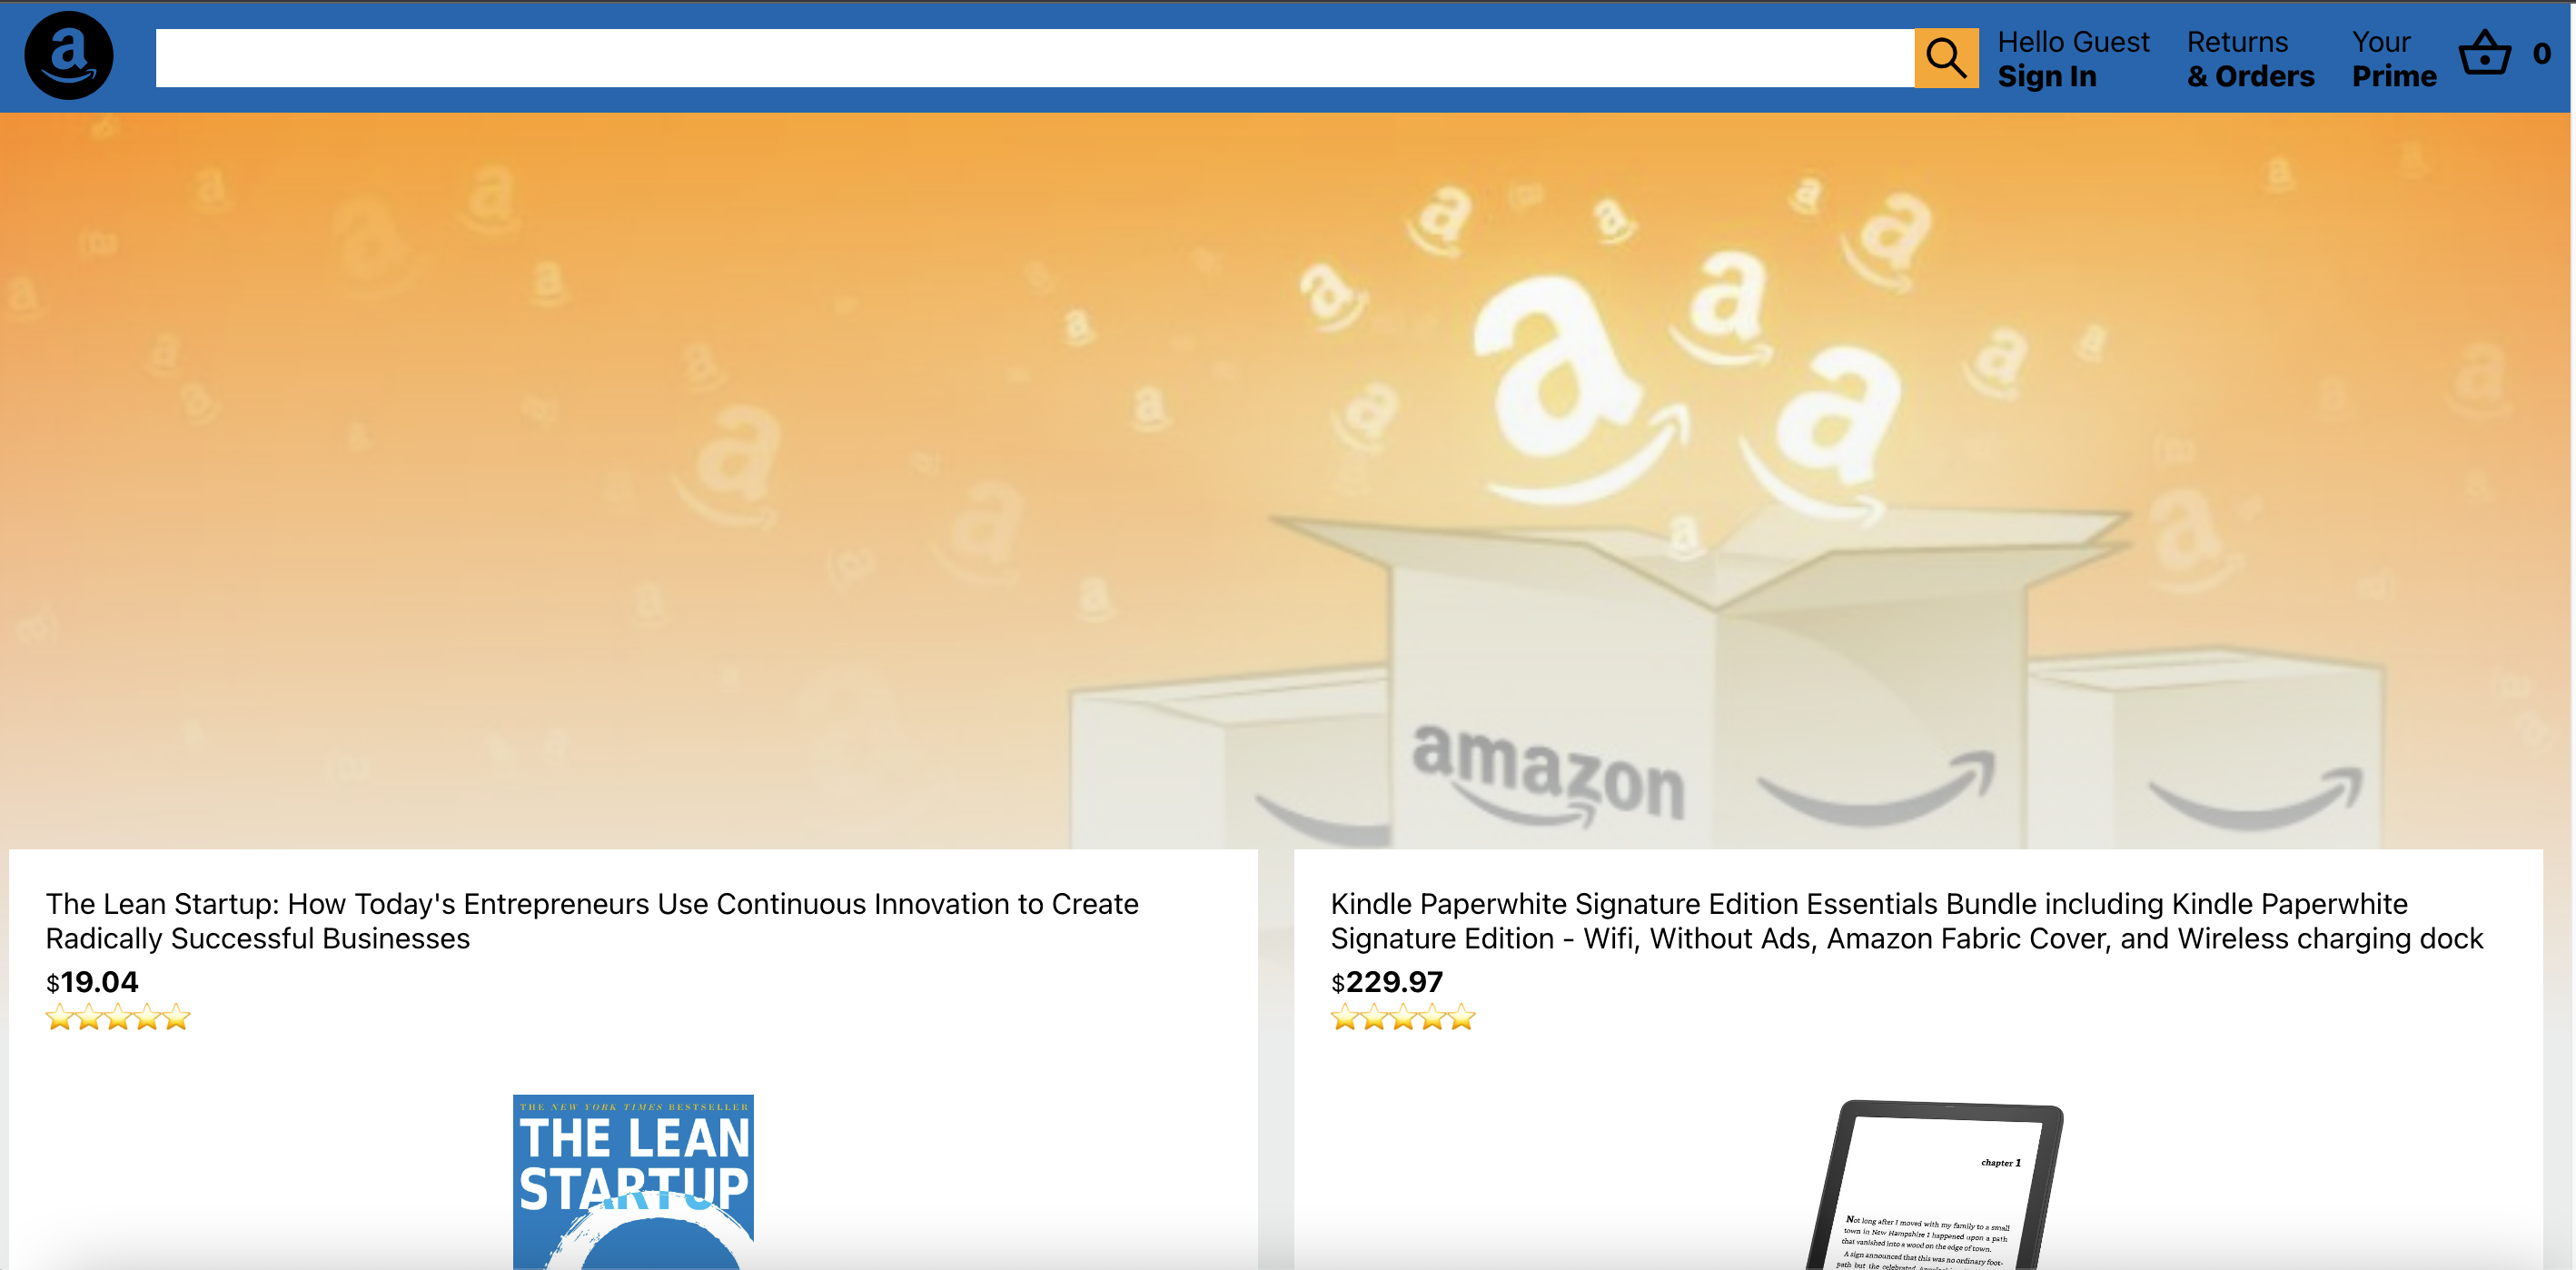 a
Hello Guest
Sign In
Returns
& Orders
Your
Prime
0
amazon
The Lean Startup: How Today's Entrepreneurs Use Continuous Innovation to Create
Radically Successful Businesses
$19.04
Kindle Paperwhite Signature Edition Essentials Bundle including Kindle Paperwhite
Signature Edition - Wifi, Without Ads, Amazon Fabric Cover, and Wireless charging dock
$229.97
THE NEW YORK TIMES BESTSELLER
THE LEAN
STARTUP
chapter 1
Not long after I moved with my family to a small
town in New Hampshire I happened upon a path
that vanished into a wood on the edge of town.
A sign announced that this was no ordinary foot-
path but the celebrated